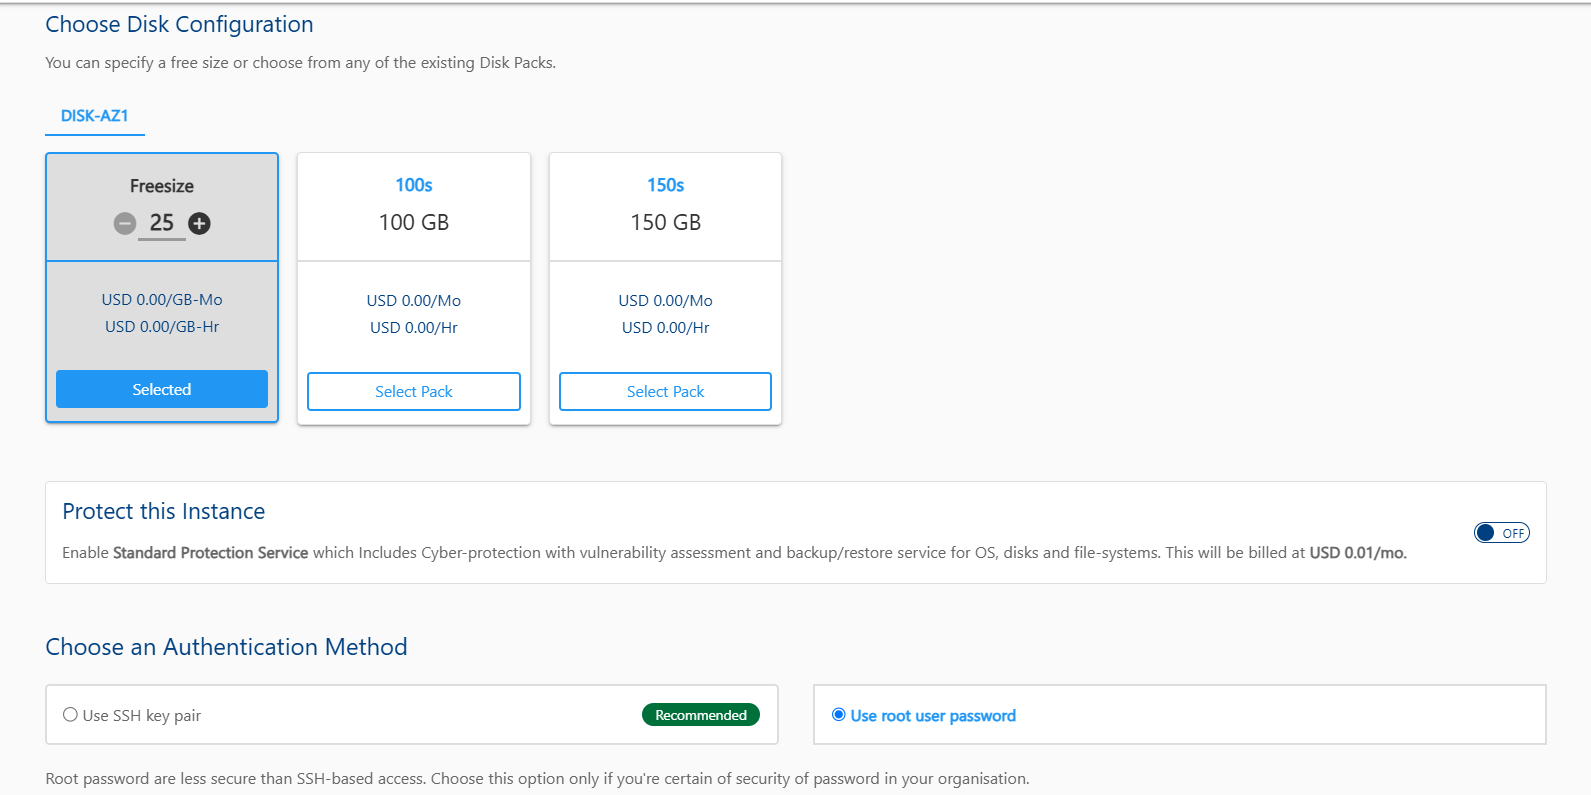 Choose Disk Configuration
You can specify a free size or choose from any of the existing Disk Packs.
DISK-AZ1
Freesize
25
USD 0.00/GB-Mo
USD 0.00/GB-Hr
Selected
100s
100 GB
USD 0.00/Mo
USD 0.00/Hr
Select Pack
150s
150 GB
USD 0.00/Mo
USD 0.00/Hr
Select Pack
Protect this Instance
Enable Standard Protection Service which Includes Cyber-protection with vulnerability assessment and backup/restore service for OS, disks and file-systems. This will be billed at USD 0.01/mo.
OFF
Choose an Authentication Method
Use SSH key pair
Recommended
Use root user password
Root password are less secure than SSH-based access. Choose this option only if you're certain of security of password in your organisation.